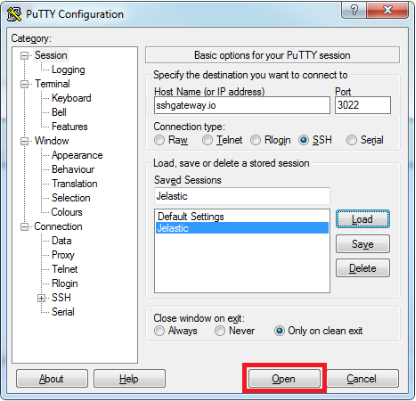 PuTTY Configuration
Category:
Session
Logging
Terminal
Keyboard
Bell
Features
Window
Appearance
Behaviour
Translation
Selection
Colours
Connection
Data
Proxy
Telnet
Rlogin
SSH
Serial
Basic options for your PuTTY session
Specify the destination you want to connect to
Host Name (or IP address) Port
sshgateway.io 3022
Connection type:
Raw Telnet Rlogin SSH Serial
Load, save or delete a stored session
Saved Sessions
Jelastic
Default Settings
Jelastic
Load
Save
Delete
Close window on exit:
Always Never Only on clean exit
About Help Open Cancel